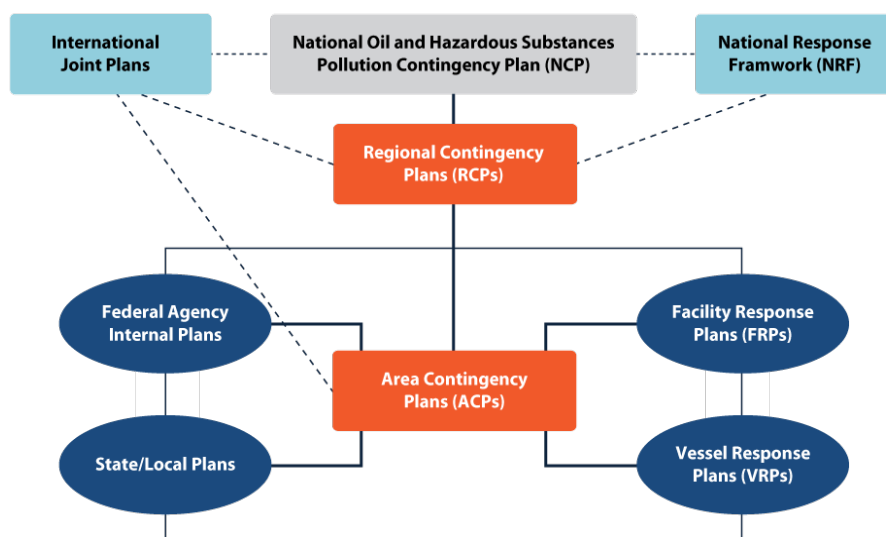 International
Joint Plans
National Oil and Hazardous Substances
Pollution Contingency Plan (NCP)
National Response
Framwork (NRF)
Regional Contingency
Plans (RCPs)
Federal Agency
Internal Plans
Facility Response
Plans (FRPs)
Area Contingency
Plans (ACPs)
State/Local Plans
Vessel Response
Plans (VRPs)